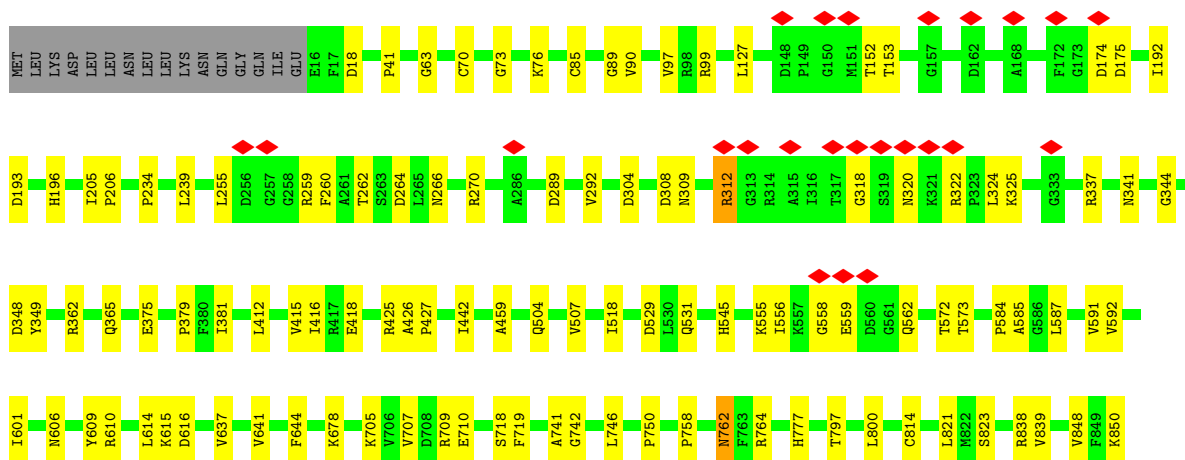 MET LEU LYS ASP LEU LEU ASN LEU LEU LYS ASN GLN GLY GLN ILE GLU E16 F17 D18 P41 G63 C70 G73 K76 C85 G89 V90 V97 R98 R99 L127 D148 P149 G150 M151 T152 T153 G157 D162 A168 F172 G173 D174 D175 I192
D193 H196 I205 P206 P234 L239 L255 D256 G257 G258 R259 F260 A261 T262 S263 D264 L265 N266 R270 A286 D289 V292 D304 D308 N309 R312 G313 R314 A315 I316 T317 G318 S319 N320 K321 R322 P323 L324 K325 G333 R337 N341 G344
D348 Y349 R362 Q365 E375 P379 F380 I381 L412 V415 I416 R417 E418 R425 A426 P427 I442 A459 Q504 V507 I518 D529 L530 Q531 H545 K555 I556 K557 G558 E559 D560 G561 Q562 T572 T573 P584 A585 G586 L587 V591 V592
I601 N606 Y609 R610 L614 K615 D616 V637 V641 F644 K678 K705 V706 V707 D708 R709 E710 S718 F719 A741 G742 L746 P750 P758 N762 F763 R764 H777 T797 L800 C814 L821 M822 S823 R838 V839 V848 F849 K850